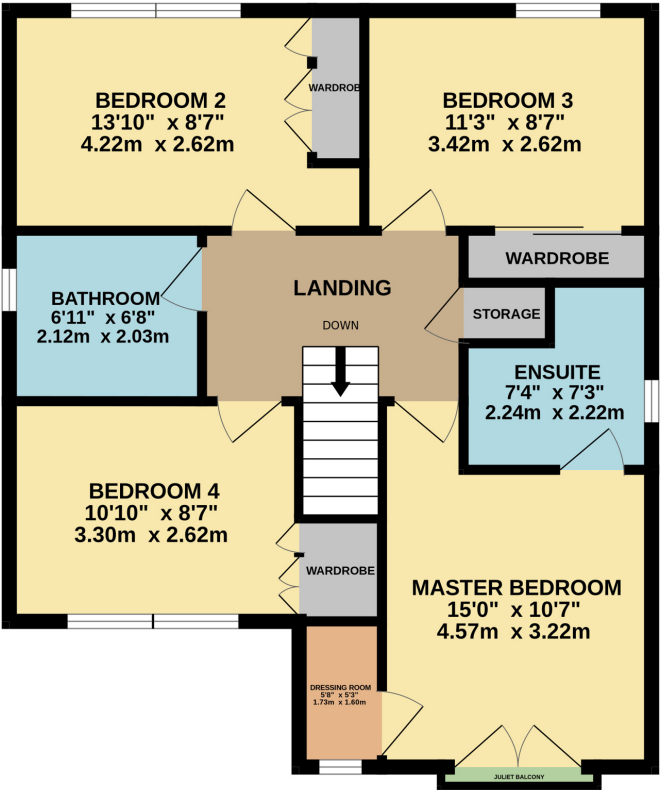 BEDROOM 2
13'10" x 8'7"
4.22m x 2.62m
WARDROBE
BEDROOM 3
11'3" x 8'7"
3.42m x 2.62m
WARDROBE
BATHROOM
6'11" x 6'8"
2.12m x 2.03m
LANDING
DOWN
STORAGE
ENSUITE
7'4" x 7'3"
2.24m x 2.22m
BEDROOM 4
10'10" x 8'7"
3.30m x 2.62m
WARDROBE
MASTER BEDROOM
15'0" x 10'7"
4.57m x 3.22m
DRESSING ROOM
5'8" x 5'3"
1.73m x 1.60m
JULIET BALCONY